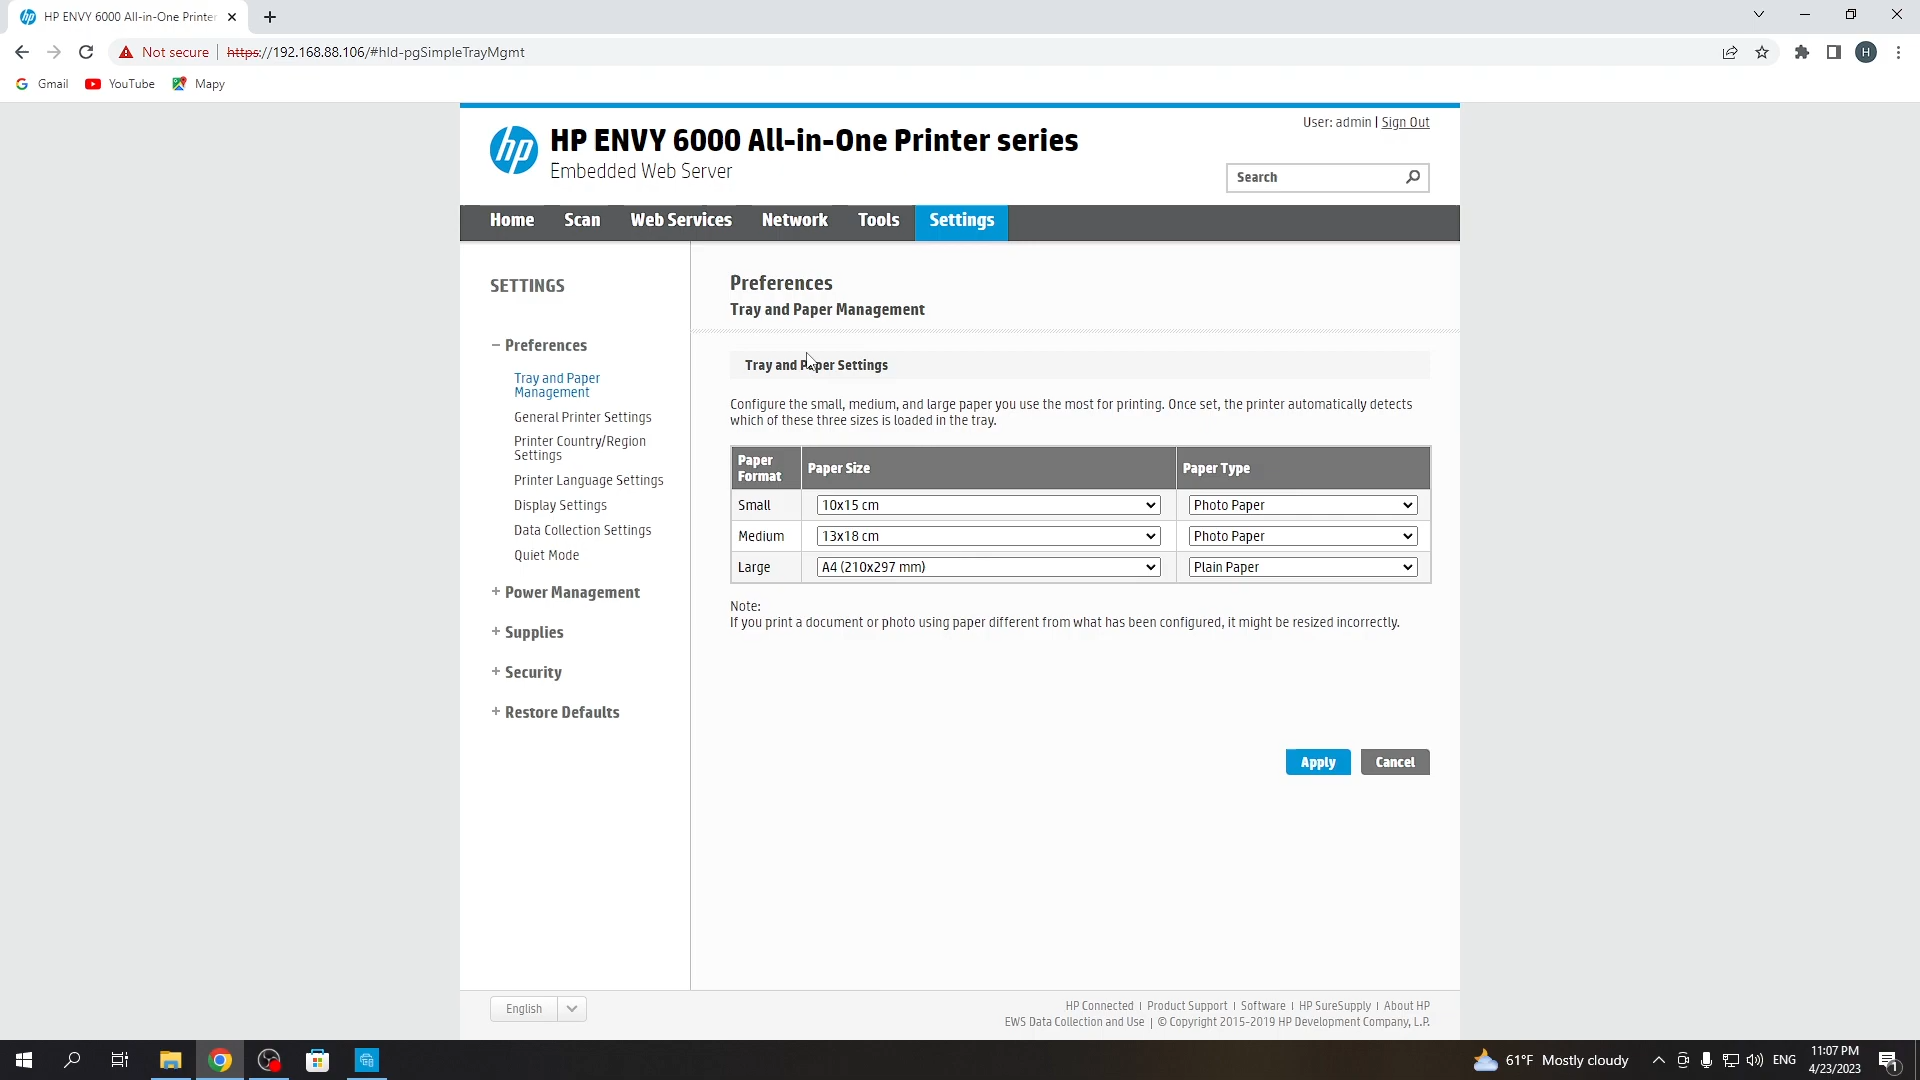 HP ENVY 6000 All-in-One Printer
Not secure | https://192.168.88.106/#hId-pgSimpleTrayMgmt
H
Gmail YouTube Mapy
User: admin | Sign Out
hp
HP ENVY 6000 All-in-One Printer series
Embedded Web Server
Search
Home Scan Web Services Network Tools Settings
SETTINGS
− Preferences
Tray and Paper
Management
General Printer Settings
Printer Country/Region
Settings
Printer Language Settings
Display Settings
Data Collection Settings
Quiet Mode
+ Power Management
+ Supplies
+ Security
+ Restore Defaults
Preferences
Tray and Paper Management
Tray and Paper Settings
Configure the small, medium, and large paper you use the most for printing. Once set, the printer automatically detects
which of these three sizes is loaded in the tray.
Paper
Format
Paper Size
Paper Type
Small 10x15 cm Photo Paper
Medium 13x18 cm Photo Paper
Large A4 (210x297 mm) Plain Paper
Note:
If you print a document or photo using paper different from what has been configured, it might be resized incorrectly.
Apply Cancel
English
HP Connected | Product Support | Software | HP SureSupply | About HP
EWS Data Collection and Use | © Copyright 2015-2019 HP Development Company, L.P.
61°F Mostly cloudy
ENG
11:07 PM
4/23/2023
1